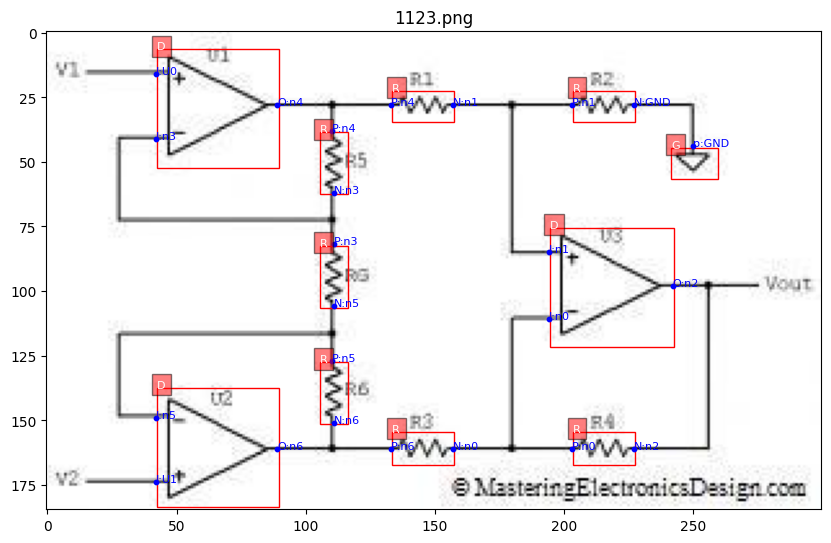 1123.png
D
U1
V1
U0
O:n4
R
R1
P:n4
N:n1
R
R2
P:n1
N:GND
n3
R
P:n4
R5
N:n3
G
p:GND
R
P:n3
RG
N:n5
D
U3
n1
O:n2
Vout
n0
R
P:n5
R6
N:n6
D
U2
n5
O:n6
V2
U1
R
R3
P:n6
N:n0
R
R4
P:n0
N:n2
© MasteringElectronicsDesign.com
0
25
50
75
100
125
150
175
0 50 100 150 200 250